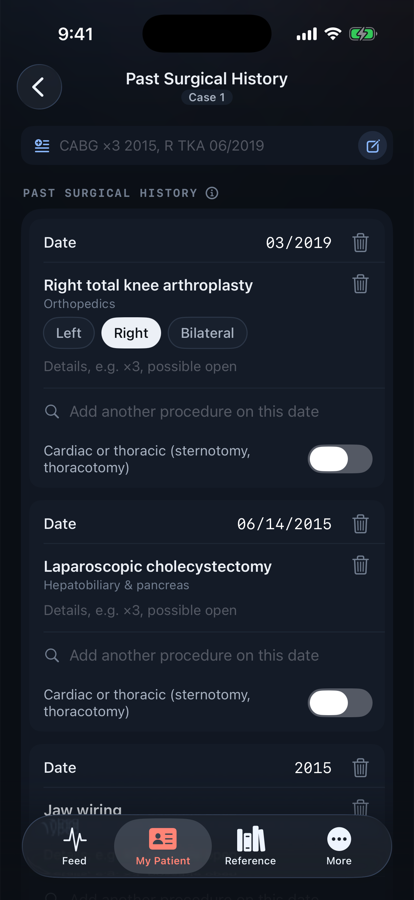 9:41
Past Surgical History
Case 1
CABG ×3 2015, R TKA 06/2019
PAST SURGICAL HISTORY
Date 03/2019
Right total knee arthroplasty
Orthopedics
Left Right Bilateral
Details, e.g. ×3, possible open
Add another procedure on this date
Cardiac or thoracic (sternotomy,
thoracotomy)
Date 06/14/2015
Laparoscopic cholecystectomy
Hepatobiliary & pancreas
Details, e.g. ×3, possible open
Add another procedure on this date
Cardiac or thoracic (sternotomy,
thoracotomy)
Date 2015
Jaw wiring
Feed My Patient Reference More